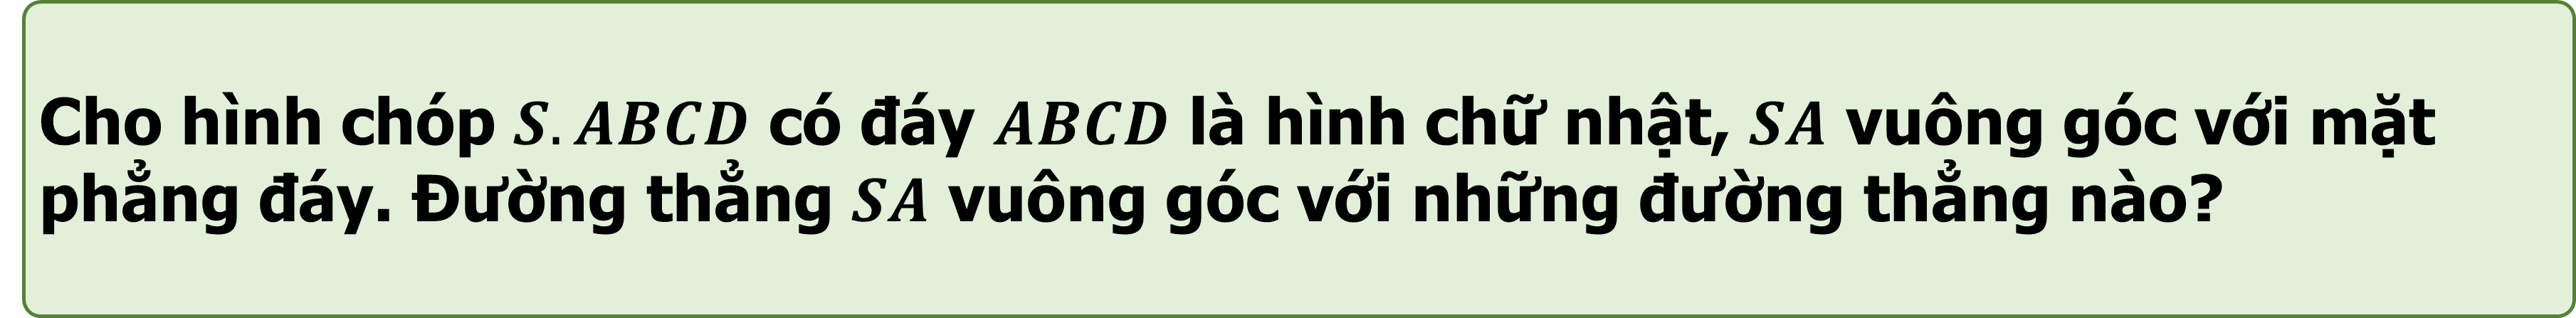 Cho hình chóp S. ABCD có đáy ABCD là hình chữ nhật, SA vuông góc với mặt
phẳng đáy. Đường thẳng SA vuông góc với những đường thẳng nào?